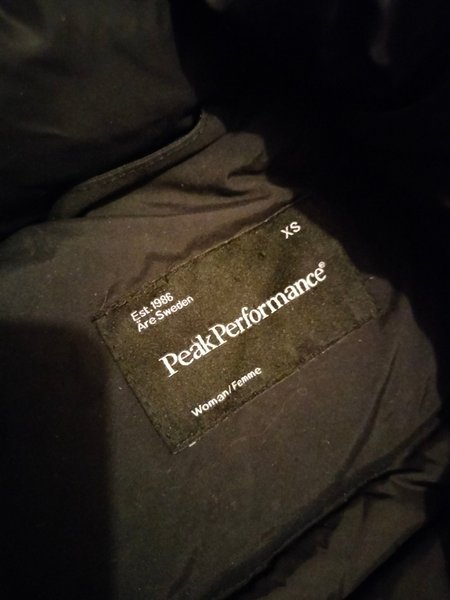 XS
Est.1986
Åre Sweden
PeakPerformance®
Woman/Femme